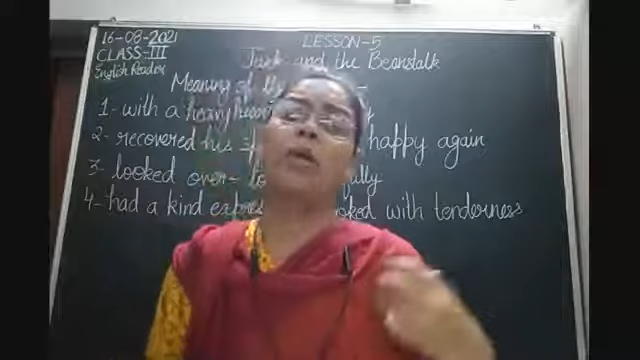 16-08-2021 LESSON-5
CLASS-III Jack and the Beanstalk
English Reader
Meaning of
1- with a heavy
2- recovered his happy again
3- looked over-
4- had a kind with tenderness